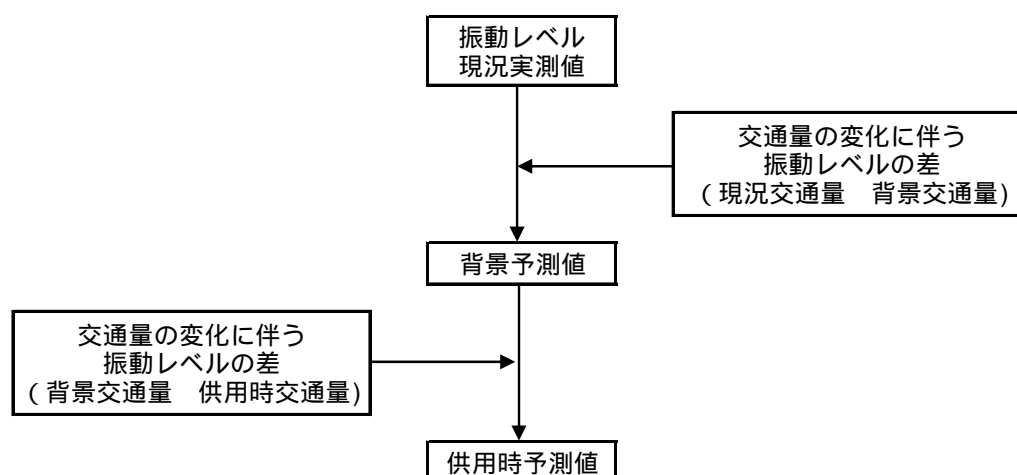 振動レベル
現況実測値
交通量の変化に伴う
振動レベルの差
(現況交通量　背景交通量)
背景予測値
交通量の変化に伴う
振動レベルの差
(背景交通量　供用時交通量)
供用時予測値